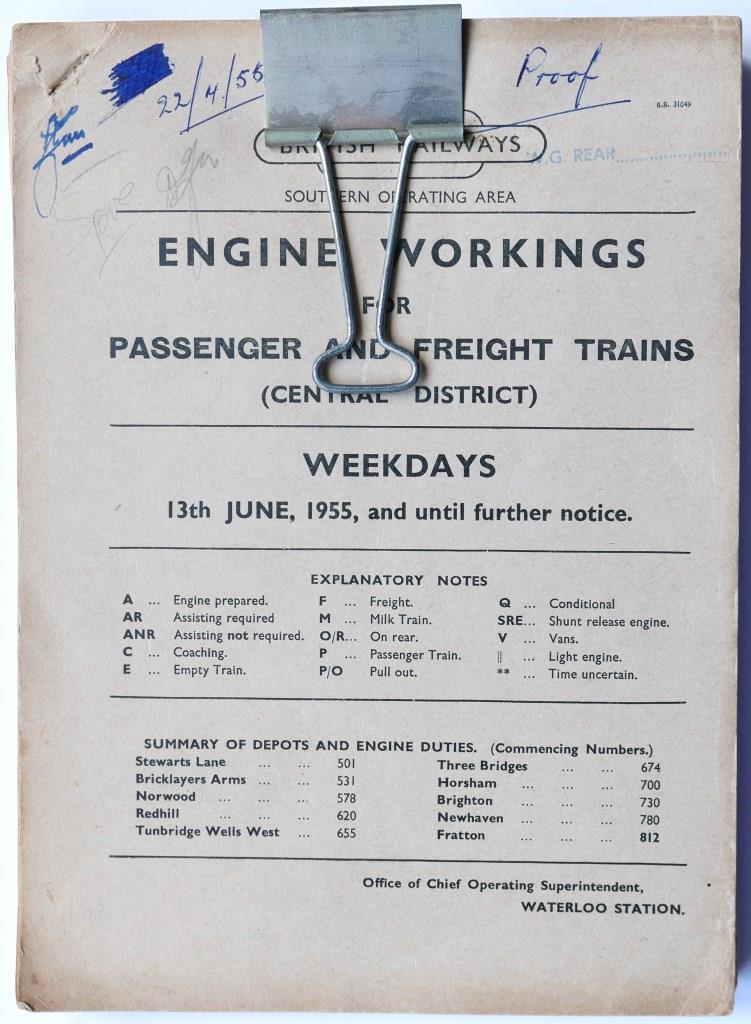 22/4/55 Proof
B.B. 31049
BRITISH RAILWAYS
W.G. REAR
SOUTHERN OPERATING AREA
ENGINE WORKINGS
FOR
PASSENGER AND FREIGHT TRAINS
(CENTRAL DISTRICT)
WEEKDAYS
13th JUNE, 1955, and until further notice.
EXPLANATORY NOTES
A ... Engine prepared. F ... Freight. Q ... Conditional
AR Assisting required M ... Milk Train. SRE... Shunt release engine.
ANR Assisting not required. O/R... On rear. V ... Vans.
C ... Coaching. P ... Passenger Train. || ... Light engine.
E ... Empty Train. P/O Pull out. ** ... Time uncertain.
SUMMARY OF DEPOTS AND ENGINE DUTIES. (Commencing Numbers.)
Stewarts Lane ... ... 501 Three Bridges ... ... 674
Bricklayers Arms ... ... 531 Horsham ... ... ... 700
Norwood ... ... ... 578 Brighton ... ... ... 730
Redhill ... ... ... 620 Newhaven ... ... ... 780
Tunbridge Wells West ... 655 Fratton ... ... ... 812
Office of Chief Operating Superintendent,
WATERLOO STATION.